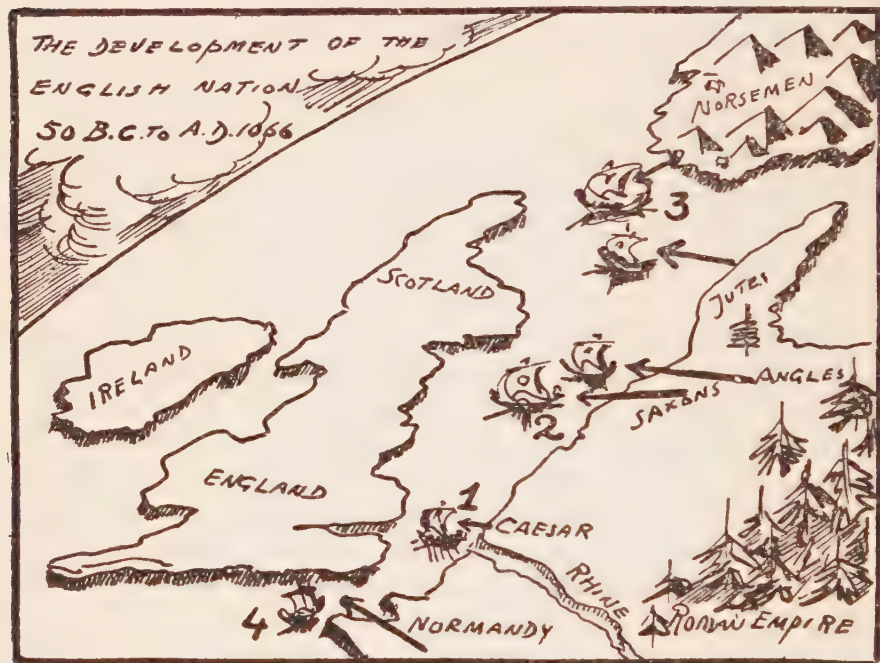 THE DEVELOPMENT OF THE
ENGLISH NATION
50 B.C. TO A.D. 1066
NORSEMEN
3
SCOTLAND
JUTES
IRELAND
ANGLES
SAXONS
2
ENGLAND
1
CAESAR
RHINE
4
NORMANDY
ROMAN EMPIRE